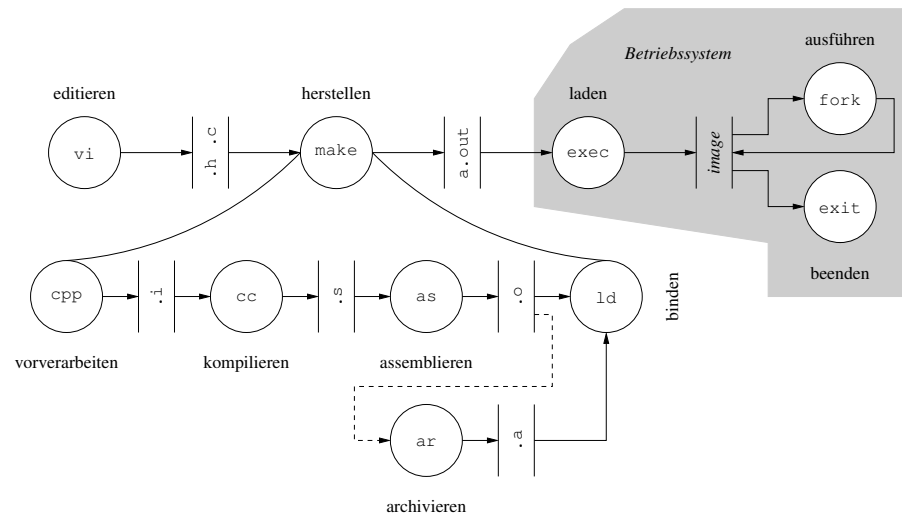 Betriebssystem
ausführen
editieren
herstellen
laden
fork
vi
.h .c
make
a.out
exec
image
exit
beenden
cpp
.i
cc
.s
as
.o
ld
binden
vorverarbeiten
kompilieren
assemblieren
ar
.a
archivieren